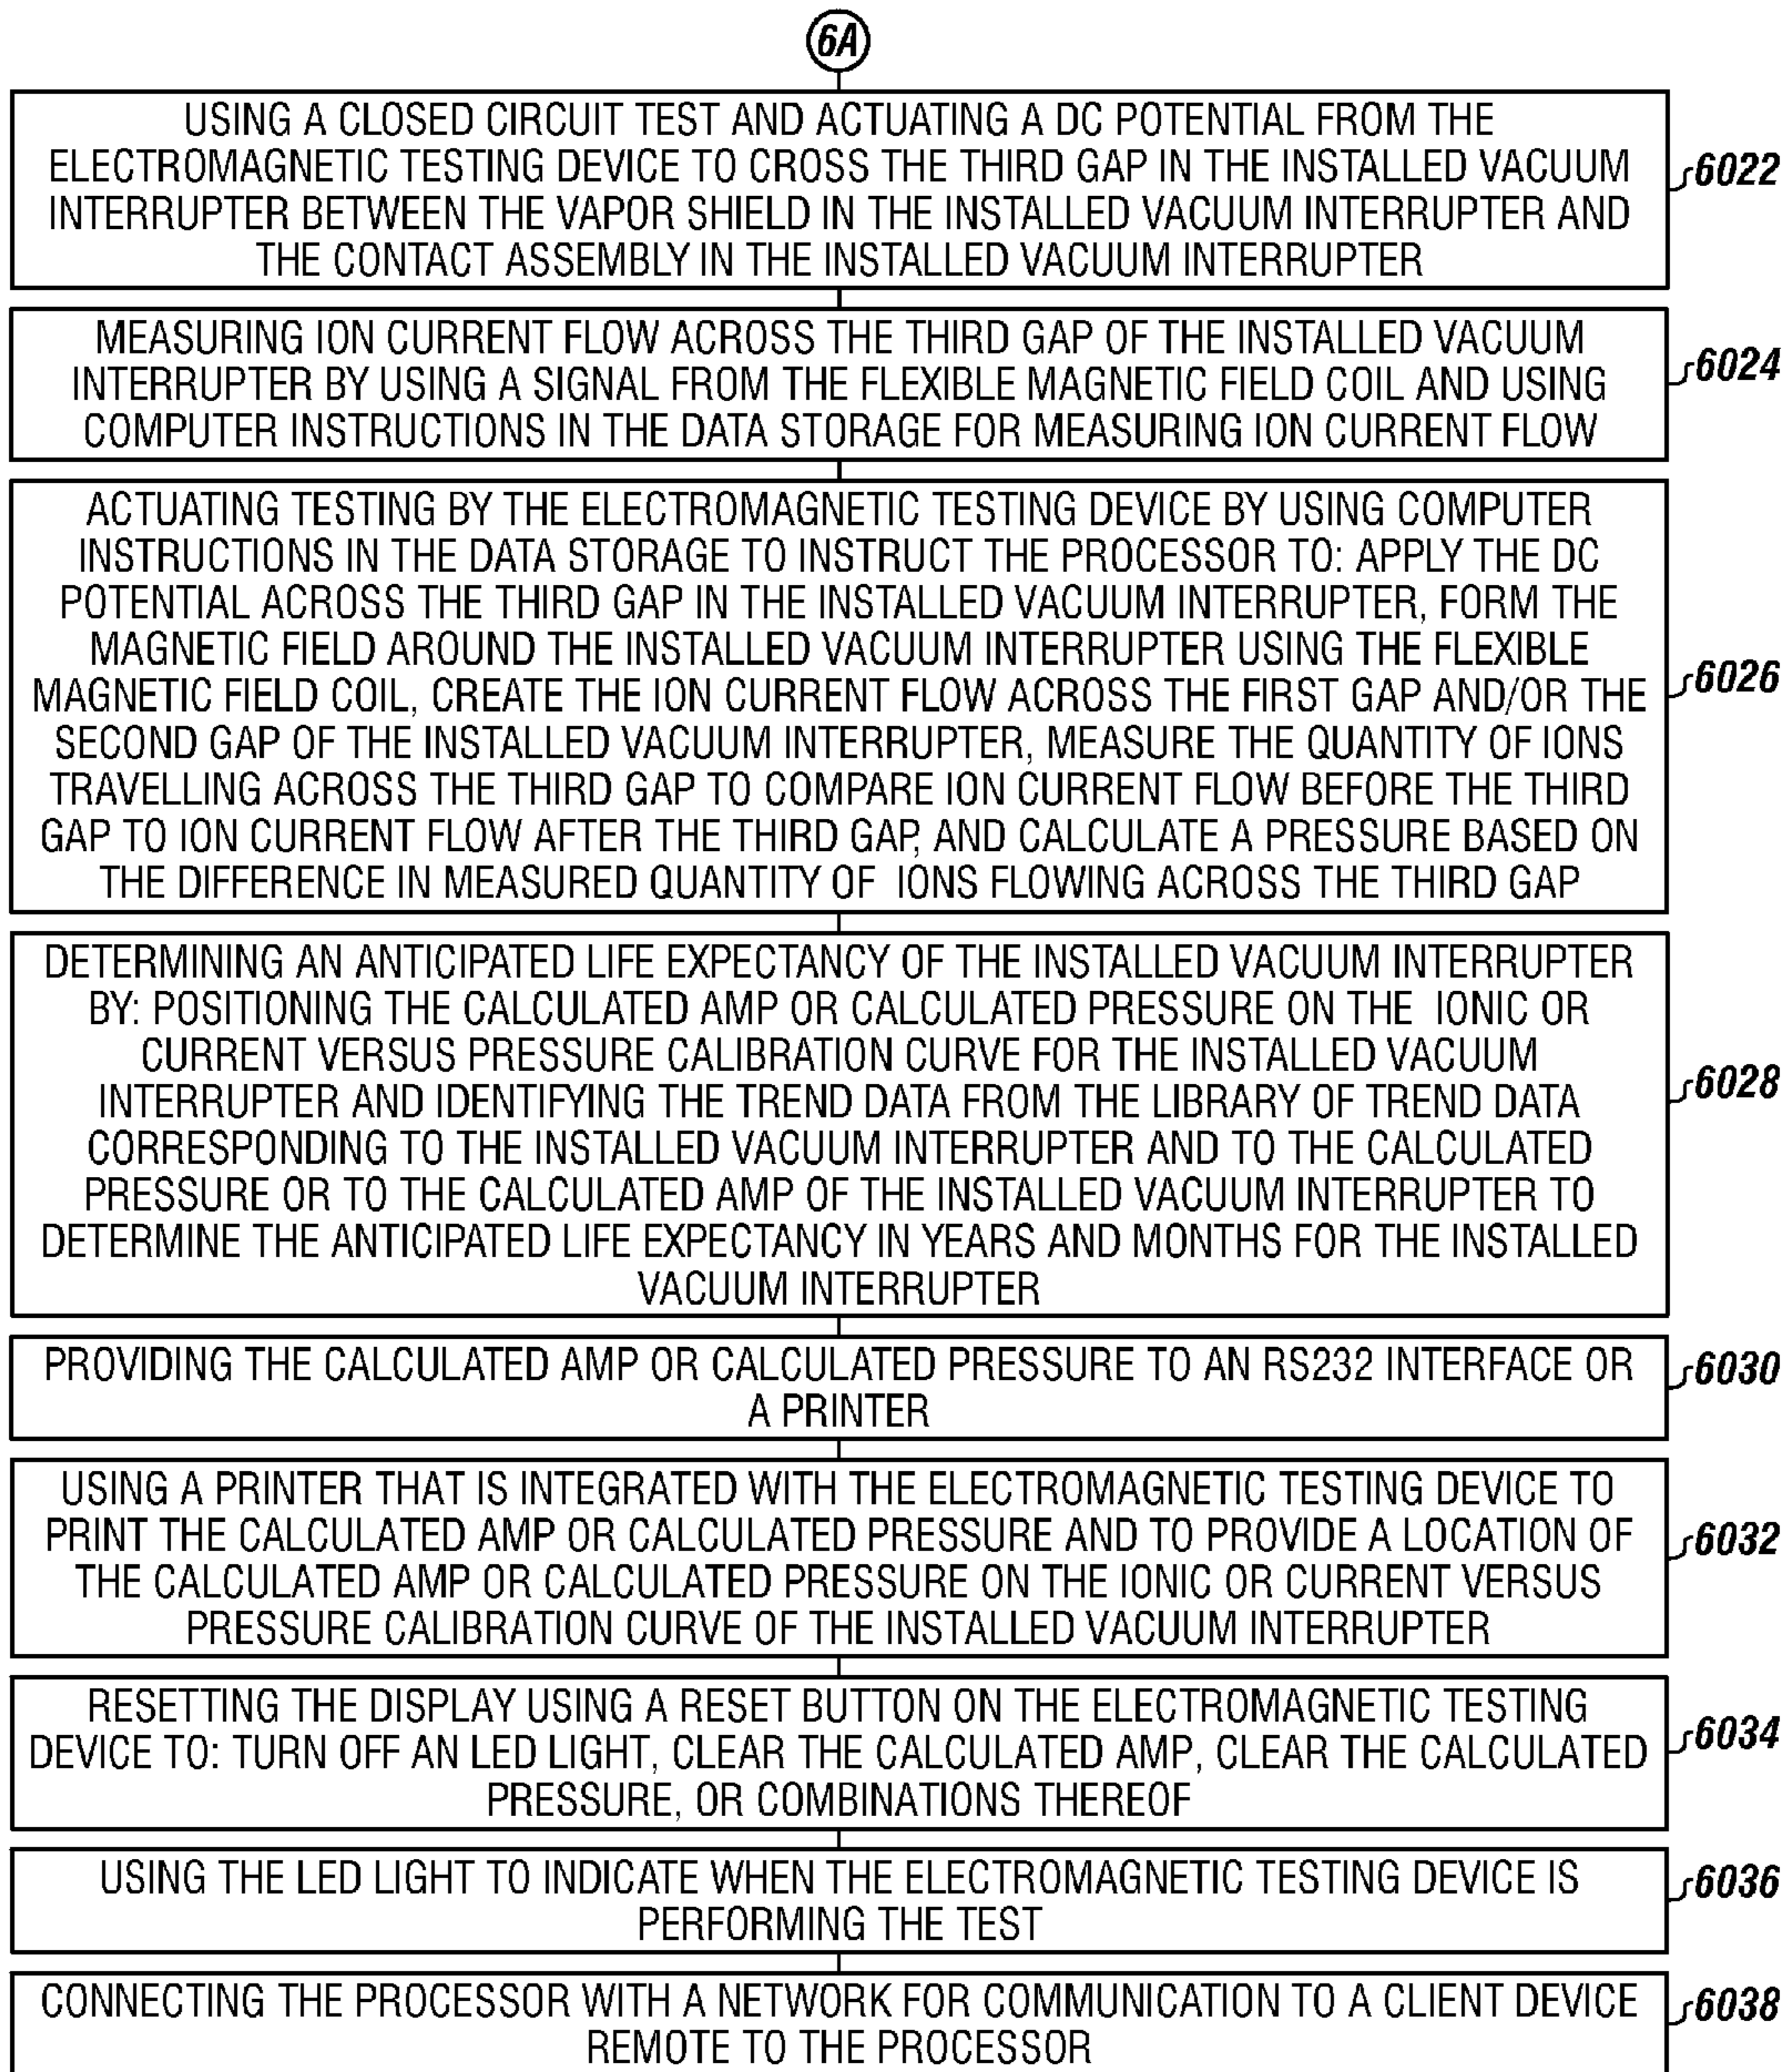 6A
USING A CLOSED CIRCUIT TEST AND ACTUATING A DC POTENTIAL FROM THE
ELECTROMAGNETIC TESTING DEVICE TO CROSS THE THIRD GAP IN THE INSTALLED VACUUM
INTERRUPTER BETWEEN THE VAPOR SHIELD IN THE INSTALLED VACUUM INTERRUPTER AND
THE CONTACT ASSEMBLY IN THE INSTALLED VACUUM INTERRUPTER
6022
MEASURING ION CURRENT FLOW ACROSS THE THIRD GAP OF THE INSTALLED VACUUM
INTERRUPTER BY USING A SIGNAL FROM THE FLEXIBLE MAGNETIC FIELD COIL AND USING
COMPUTER INSTRUCTIONS IN THE DATA STORAGE FOR MEASURING ION CURRENT FLOW
6024
ACTUATING TESTING BY THE ELECTROMAGNETIC TESTING DEVICE BY USING COMPUTER
INSTRUCTIONS IN THE DATA STORAGE TO INSTRUCT THE PROCESSOR TO: APPLY THE DC
POTENTIAL ACROSS THE THIRD GAP IN THE INSTALLED VACUUM INTERRUPTER, FORM THE
MAGNETIC FIELD AROUND THE INSTALLED VACUUM INTERRUPTER USING THE FLEXIBLE
MAGNETIC FIELD COIL, CREATE THE ION CURRENT FLOW ACROSS THE FIRST GAP AND/OR THE
SECOND GAP OF THE INSTALLED VACUUM INTERRUPTER, MEASURE THE QUANTITY OF IONS
TRAVELLING ACROSS THE THIRD GAP TO COMPARE ION CURRENT FLOW BEFORE THE THIRD
GAP TO ION CURRENT FLOW AFTER THE THIRD GAP, AND CALCULATE A PRESSURE BASED ON
THE DIFFERENCE IN MEASURED QUANTITY OF IONS FLOWING ACROSS THE THIRD GAP
6026
DETERMINING AN ANTICIPATED LIFE EXPECTANCY OF THE INSTALLED VACUUM INTERRUPTER
BY: POSITIONING THE CALCULATED AMP OR CALCULATED PRESSURE ON THE IONIC OR
CURRENT VERSUS PRESSURE CALIBRATION CURVE FOR THE INSTALLED VACUUM
INTERRUPTER AND IDENTIFYING THE TREND DATA FROM THE LIBRARY OF TREND DATA
CORRESPONDING TO THE INSTALLED VACUUM INTERRUPTER AND TO THE CALCULATED
PRESSURE OR TO THE CALCULATED AMP OF THE INSTALLED VACUUM INTERRUPTER TO
DETERMINE THE ANTICIPATED LIFE EXPECTANCY IN YEARS AND MONTHS FOR THE INSTALLED
VACUUM INTERRUPTER
6028
PROVIDING THE CALCULATED AMP OR CALCULATED PRESSURE TO AN RS232 INTERFACE OR
A PRINTER
6030
USING A PRINTER THAT IS INTEGRATED WITH THE ELECTROMAGNETIC TESTING DEVICE TO
PRINT THE CALCULATED AMP OR CALCULATED PRESSURE AND TO PROVIDE A LOCATION OF
THE CALCULATED AMP OR CALCULATED PRESSURE ON THE IONIC OR CURRENT VERSUS
PRESSURE CALIBRATION CURVE OF THE INSTALLED VACUUM INTERRUPTER
6032
RESETTING THE DISPLAY USING A RESET BUTTON ON THE ELECTROMAGNETIC TESTING
DEVICE TO: TURN OFF AN LED LIGHT, CLEAR THE CALCULATED AMP, CLEAR THE CALCULATED
PRESSURE, OR COMBINATIONS THEREOF
6034
USING THE LED LIGHT TO INDICATE WHEN THE ELECTROMAGNETIC TESTING DEVICE IS
PERFORMING THE TEST
6036
CONNECTING THE PROCESSOR WITH A NETWORK FOR COMMUNICATION TO A CLIENT DEVICE
REMOTE TO THE PROCESSOR
6038